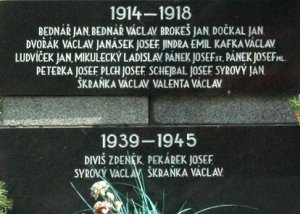 1914–1918
BEDNÁŘ JAN, BEDNÁŘ VÁCLAV, BROKEŠ JAN, DOČKAL JAN
DVOŘÁK VÁCLAV, JANÁSEK JOSEF, JINDRA EMIL, KAFKA VÁCLAV,
LUDVÍČEK JAN, MIKULECKÝ LADISLAV, PÁNEK JOSEF ST., PÁNEK JOSEF ML.,
PETERKA JOSEF, PLCH JOSEF, SCHEJBAL JOSEF, SYROVÝ JAN
ŠKRAŇKA VÁCLAV, VALENTA VÁCLAV
1939–1945
DIVIŠ ZDENĚK, PEKÁREK JOSEF,
SYROVÝ VÁCLAV, ŠKRAŇKA VÁCLAV,